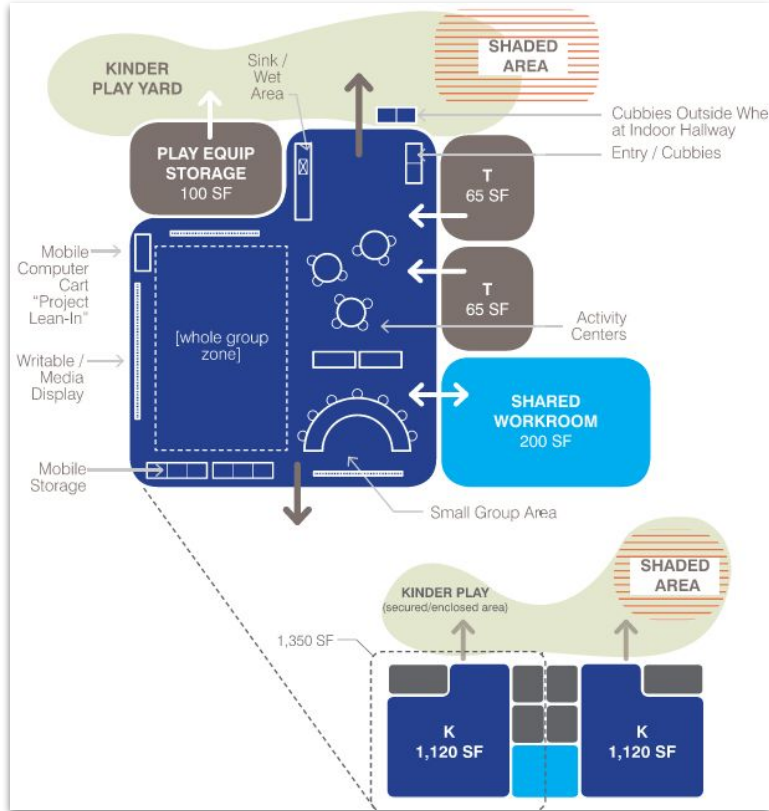 KINDER
PLAY YARD
Sink /
Wet
Area
SHADED
AREA
Cubbies Outside Whe
at Indoor Hallway
Entry / Cubbies
PLAY EQUIP
STORAGE
100 SF
T
65 SF
Mobile
Computer
Cart
"Project
Lean-In"
T
65 SF
[whole group
zone]
Activity
Centers
Writable /
Media
Display
SHARED
WORKROOM
200 SF
Mobile
Storage
Small Group Area
SHADED
AREA
KINDER PLAY
(secured/enclosed area)
1,350 SF
K
1,120 SF
K
1,120 SF